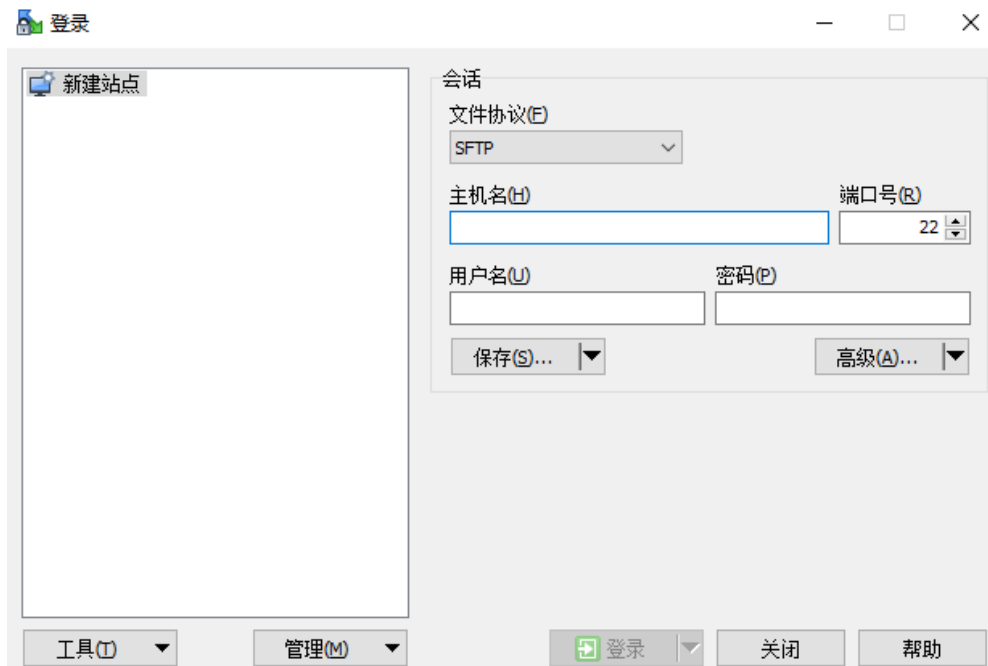 登录
新建站点
会话
文件协议(F)
SFTP
主机名(H) 端口号(R)
22
用户名(U) 密码(P)
保存(S)... 高级(A)...
工具(T) 管理(M) 登录 关闭 帮助